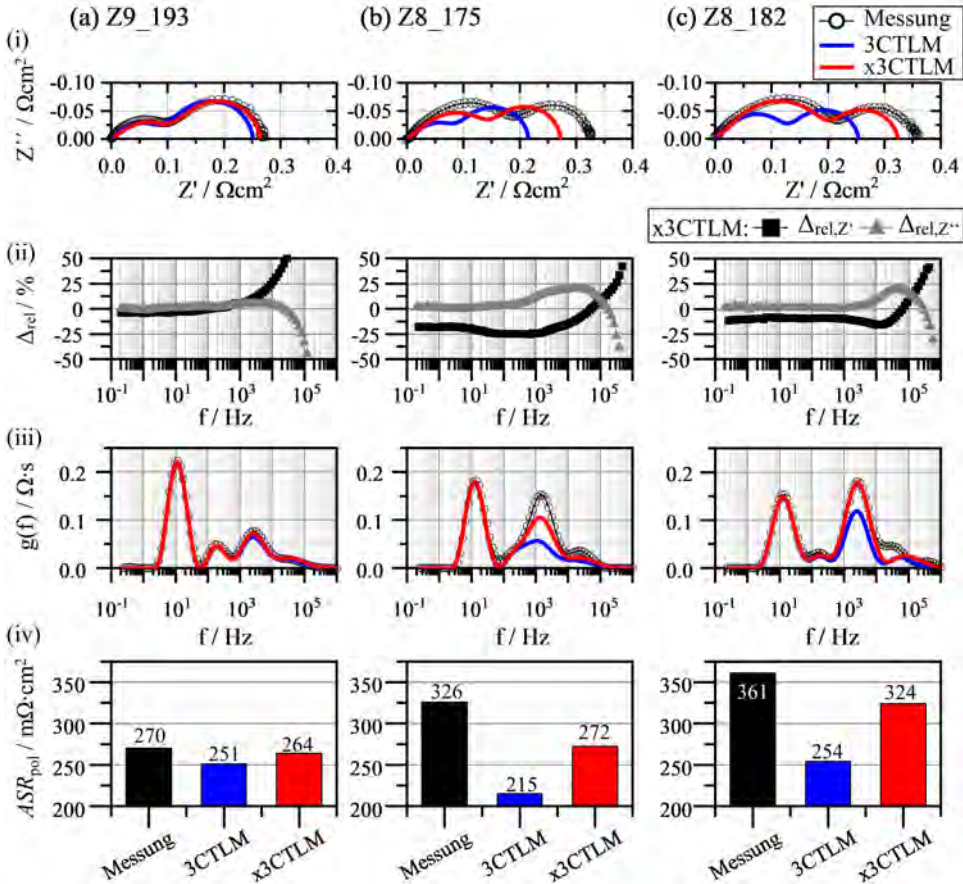 (a) Z9_193 (b) Z8_175 (c) Z8_182
Messung
3CTLM
x3CTLM
(i)
Z'' / Ωcm²
-0.10 -0.10 -0.10
-0.05 -0.05 -0.05
0.00 0.00 0.00
0.0 0.1 0.2 0.3 0.0 0.1 0.2 0.3 0.4 0.0 0.1 0.2 0.3 0.4
Z' / Ωcm² Z' / Ωcm² Z' / Ωcm²
x3CTLM: Δrel,Z' Δrel,Z''
(ii)
Δrel / %
50 50 50
25 25 25
0 0 0
-25 -25 -25
-50 -50 -50
10⁻¹ 10¹ 10³ 10⁵ 10⁻¹ 10¹ 10³ 10⁵ 10⁻¹ 10¹ 10³ 10⁵
f / Hz f / Hz f / Hz
(iii)
g(f) / Ω·s
0.2 0.2 0.2
0.1 0.1 0.1
0.0 0.0 0.0
10⁻¹ 10¹ 10³ 10⁵ 10⁻¹ 10¹ 10³ 10⁵ 10⁻¹ 10¹ 10³ 10⁵
f / Hz f / Hz f / Hz
(iv)
ASRpol / mΩ·cm²
350 350 350
300 300 300
250 250 250
200 200 200
270 251 264 326 215 272 361 254 324
Messung 3CTLM x3CTLM Messung 3CTLM x3CTLM Messung 3CTLM x3CTLM